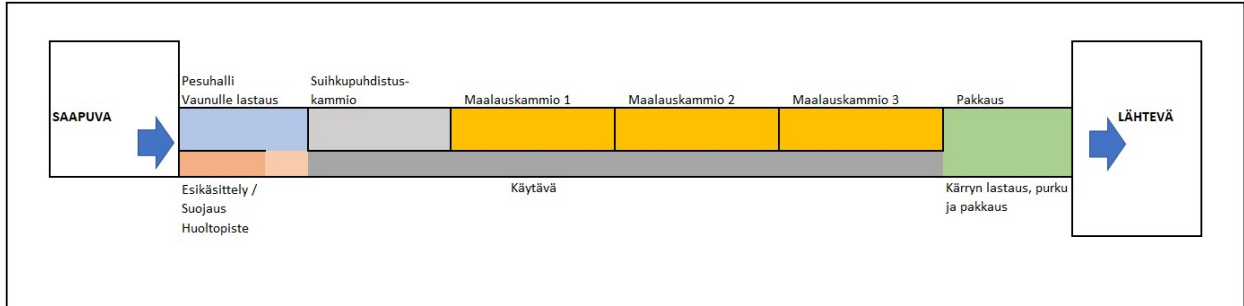 Pesuhalli
Vaunulle lastaus
Suihkupuhdistus-
kammio
Maalauskammio 1
Maalauskammio 2
Maalauskammio 3
Pakkaus
SAAPUVA
LÄHTEVÄ
Esikäsittely /
Suojaus
Huoltopiste
Käytävä
Kärryn lastaus, purku
ja pakkaus